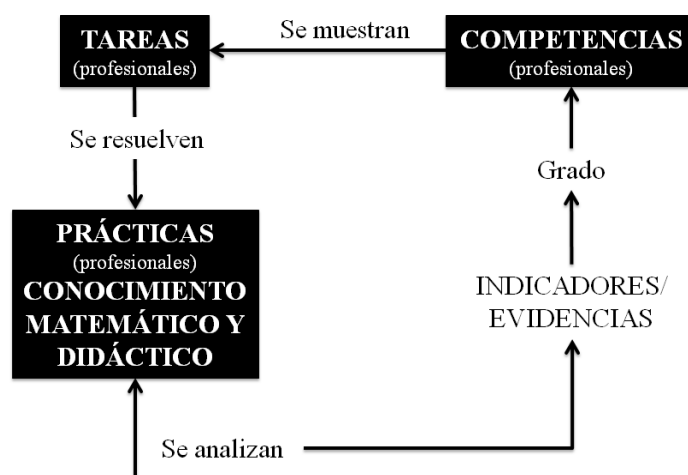 TAREAS
(profesionales)
Se muestran
COMPETENCIAS
(profesionales)
Se resuelven
Grado
PRÁCTICAS
(profesionales)
CONOCIMIENTO
MATEMÁTICO Y
DIDÁCTICO
INDICADORES/
EVIDENCIAS
Se analizan